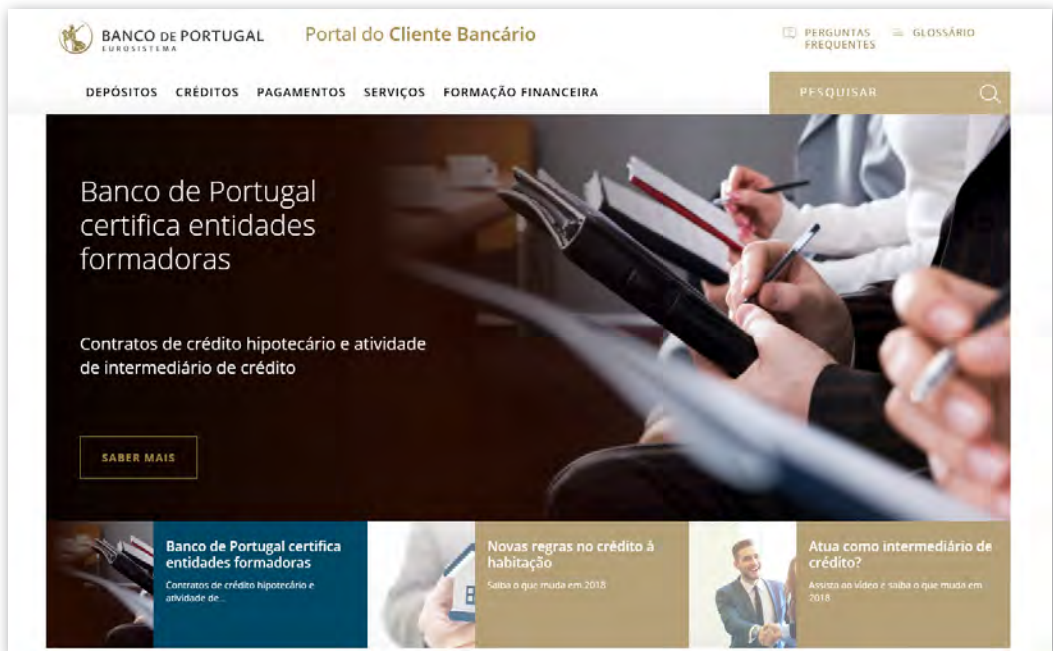 BANCO DE PORTUGAL
EUROSISTEMA
Portal do Cliente Bancário
PERGUNTAS
FREQUENTES
GLOSSÁRIO
DEPÓSITOS CRÉDITOS PAGAMENTOS SERVIÇOS FORMAÇÃO FINANCEIRA
PESQUISAR
Banco de Portugal
certifica entidades
formadoras
Contratos de crédito hipotecário e atividade
de intermediário de crédito
SABER MAIS
Banco de Portugal certifica
entidades formadoras
Contratos de crédito hipotecário e
atividade de...
Novas regras no crédito à
habitação
Saiba o que muda em 2018
Atua como intermediário de
crédito?
Assista ao vídeo e saiba o que muda em
2018